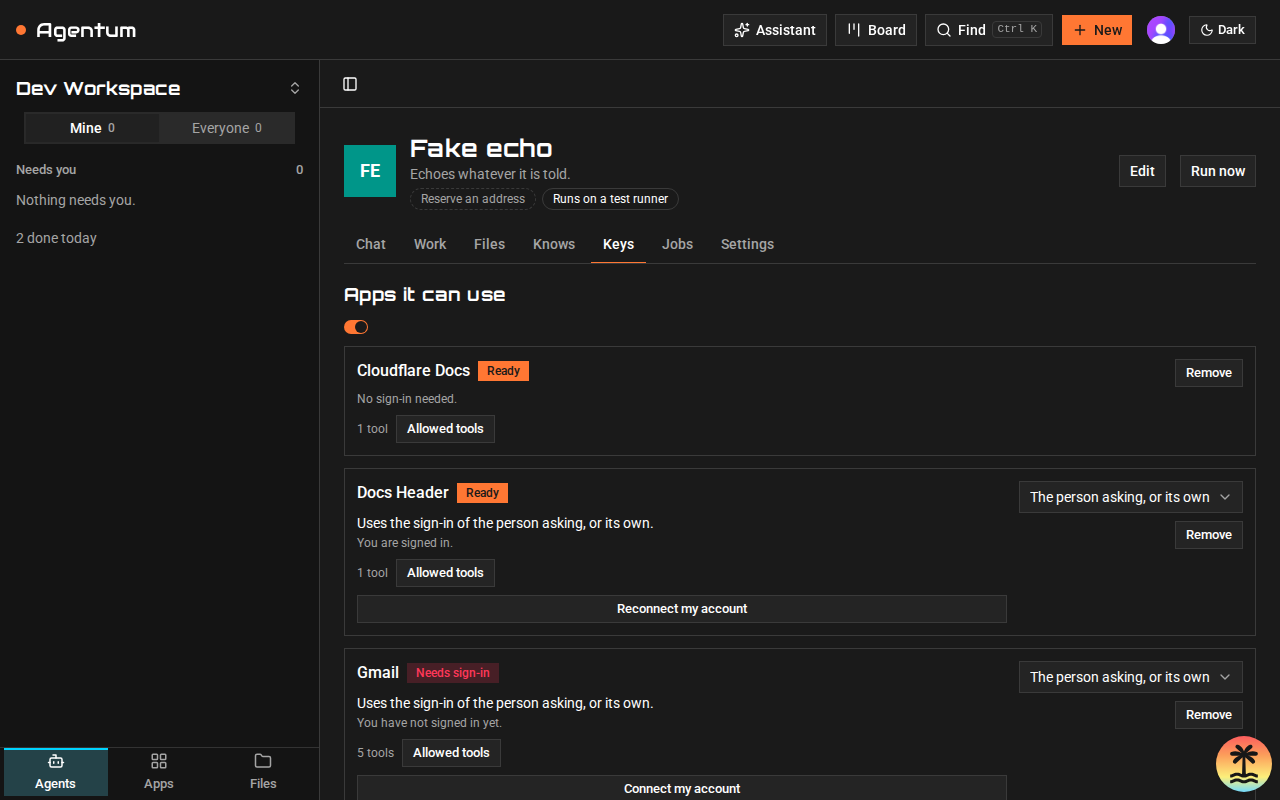 Agentum
Assistant
Board
Find Ctrl K
New
Dark
Dev Workspace
Mine 0
Everyone 0
Needs you 0
Nothing needs you.
2 done today
Agents
Apps
Files
FE
Fake echo
Echoes whatever it is told.
Reserve an address
Runs on a test runner
Edit
Run now
Chat
Work
Files
Knows
Keys
Jobs
Settings
Apps it can use
Cloudflare Docs Ready
Remove
No sign-in needed.
1 tool Allowed tools
Docs Header Ready
The person asking, or its own
Uses the sign-in of the person asking, or its own.
Remove
You are signed in.
1 tool Allowed tools
Reconnect my account
Gmail Needs sign-in
The person asking, or its own
Uses the sign-in of the person asking, or its own.
Remove
You have not signed in yet.
5 tools Allowed tools
Connect my account